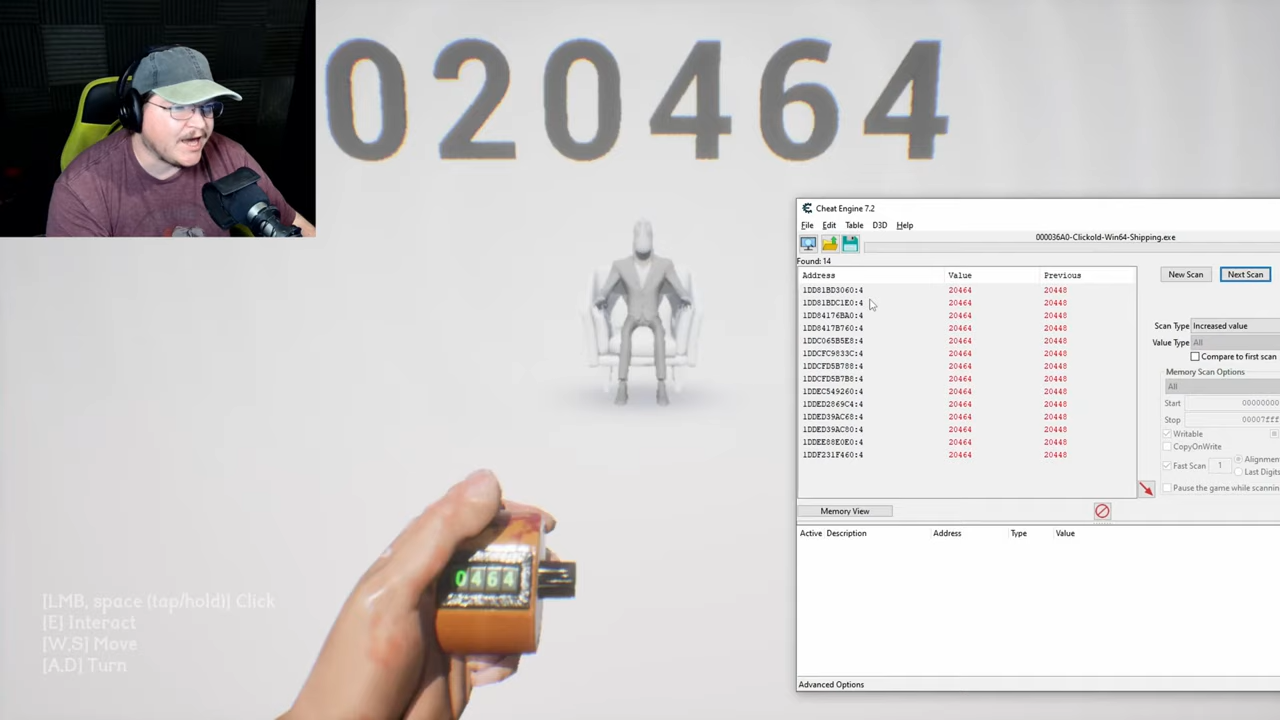 020464
Cheat Engine 7.2
File Edit Table D3D Help
000036A0-Clickold-Win64-Shipping.exe
Found: 14
Address Value Previous
New Scan Next Scan
1DD81BD3060:4 20464 20448
1DD81BDC1E0:4 20464 20448
1DD84176BA0:4 20464 20448
1DD8417B760:4 20464 20448
1DDC065B5E8:4 20464 20448
1DDCFC9833C:4 20464 20448
1DDCFD5B788:4 20464 20448
1DDCFD5B7B8:4 20464 20448
1DDEC549260:4 20464 20448
1DDED2869C4:4 20464 20448
1DDED39AC68:4 20464 20448
1DDED39AC80:4 20464 20448
1DDEE88E0E0:4 20464 20448
1DDF231F460:4 20464 20448
Scan Type Increased value
Value Type All
Compare to first scan
Memory Scan Options
All
Start 00000000
Stop 00007fff
Writable
CopyOnWrite
Fast Scan 1 Alignmen
Last Digits
Pause the game while scannin
Memory View
Active Description Address Type Value
Advanced Options
0464
[LMB, space (tap/hold)] Click
[E] Interact
[W,S] Move
[A,D] Turn